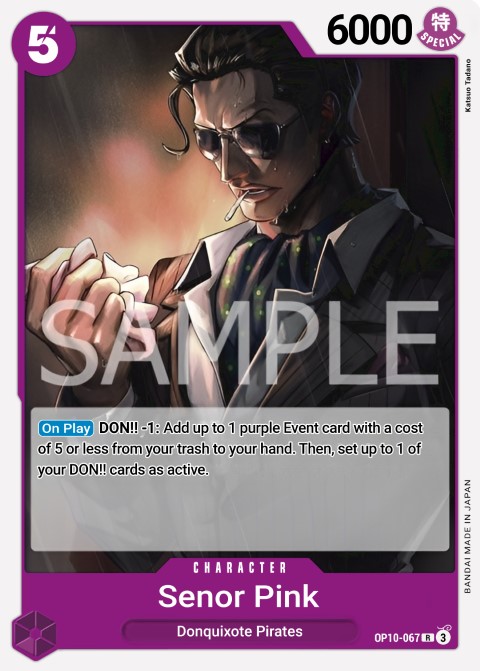 5
6000
特
SPECIAL
Katsuo Tadano
SAMPLE
On Play DON!! -1: Add up to 1 purple Event card with a cost
of 5 or less from your trash to your hand. Then, set up to 1 of
your DON!! cards as active.
BANDAI MADE IN JAPAN
CHARACTER
Senor Pink
Donquixote Pirates
OP10-067 R 3